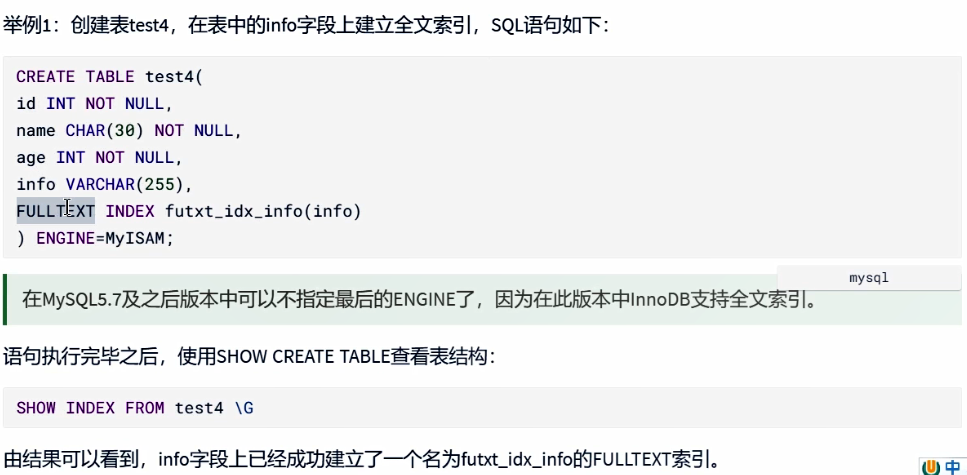 举例1：创建表test4，在表中的info字段上建立全文索引，SQL语句如下：
CREATE TABLE test4(
id INT NOT NULL,
name CHAR(30) NOT NULL,
age INT NOT NULL,
info VARCHAR(255),
FULLTEXT INDEX futxt_idx_info(info)
) ENGINE=MyISAM;
mysql
在MySQL5.7及之后版本中可以不指定最后的ENGINE了，因为在此版本中InnoDB支持全文索引。
语句执行完毕之后，使用SHOW CREATE TABLE查看表结构：
SHOW INDEX FROM test4 \G
由结果可以看到，info字段上已经成功建立了一个名为futxt_idx_info的FULLTEXT索引。
中